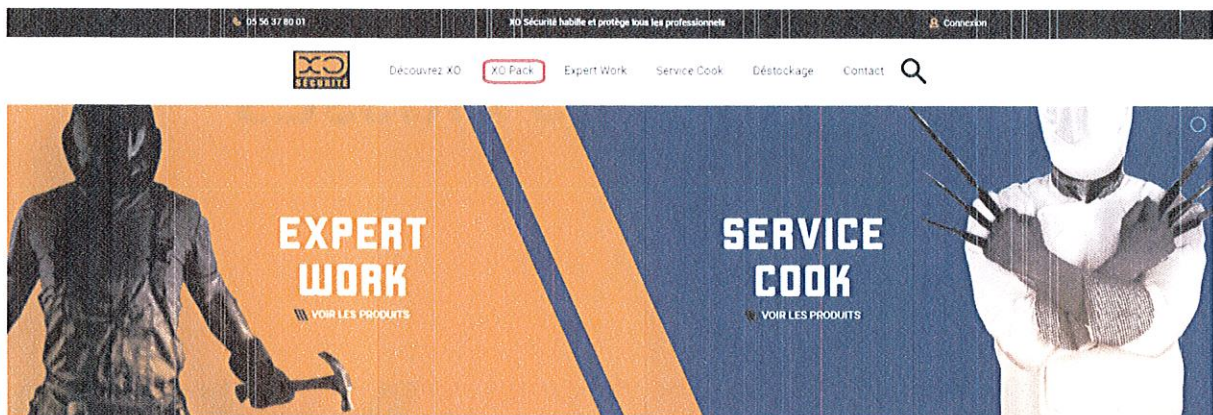 05 56 37 80 01
XO Sécurité habille et protège tous les professionnels
Connexion
XO
SÉCURITÉ
Découvrez XO
XO Pack
Expert Work
Service Cook
Déstockage
Contact
EXPERT
WORK
VOIR LES PRODUITS
SERVICE
COOK
VOIR LES PRODUITS